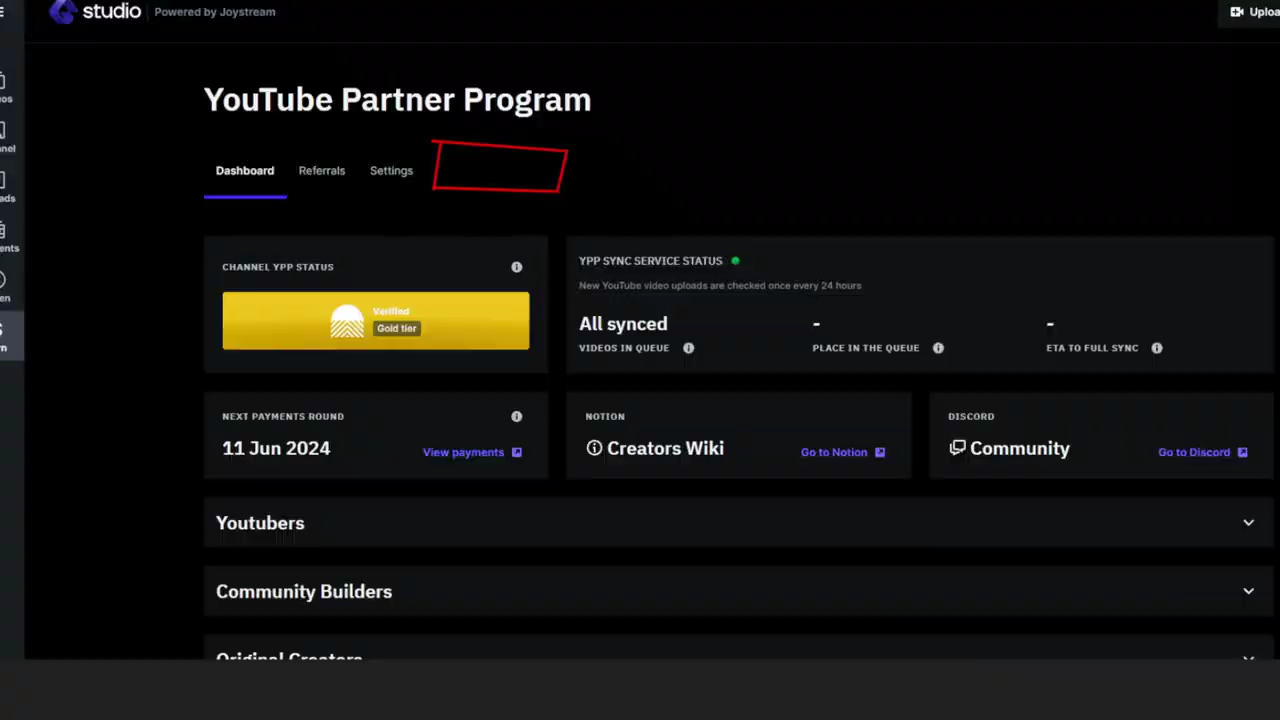 studio Powered by Joystream
YouTube Partner Program
Dashboard Referrals Settings
CHANNEL YPP STATUS
Verified
Gold tier
YPP SYNC SERVICE STATUS
New YouTube video uploads are checked once every 24 hours
All synced - -
VIDEOS IN QUEUE PLACE IN THE QUEUE ETA TO FULL SYNC
NEXT PAYMENTS ROUND
11 Jun 2024 View payments
NOTION
Creators Wiki Go to Notion
DISCORD
Community Go to Discord
Youtubers
Community Builders
Original Creators